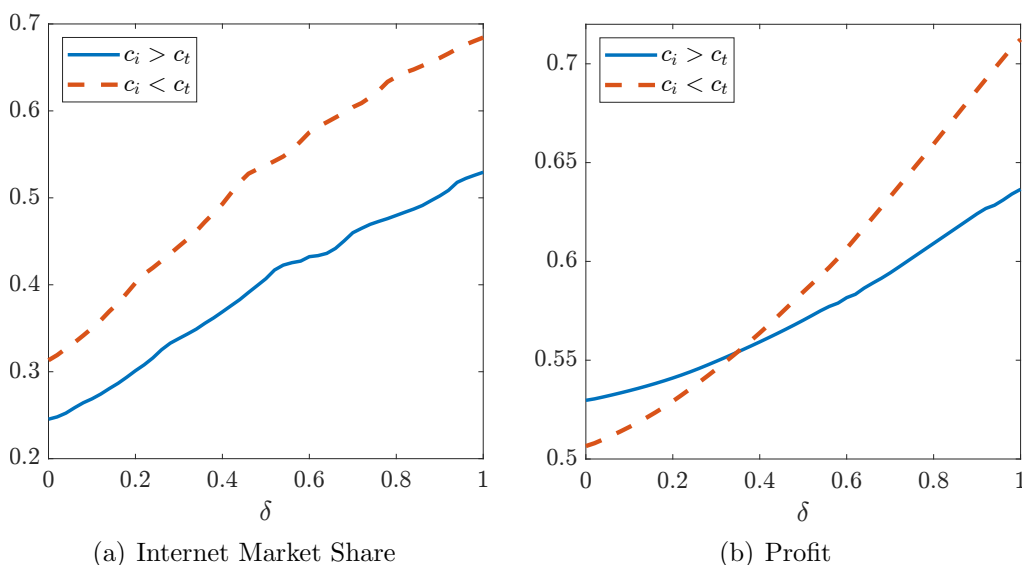 0.7
0.6
0.5
0.4
0.3
0.2
0
0.2
0.4
0.6
0.8
1
c_i > c_t
c_i < c_t
δ
(a) Internet Market Share
0.7
0.65
0.6
0.55
0.5
0
0.2
0.4
0.6
0.8
1
c_i > c_t
c_i < c_t
δ
(b) Profit